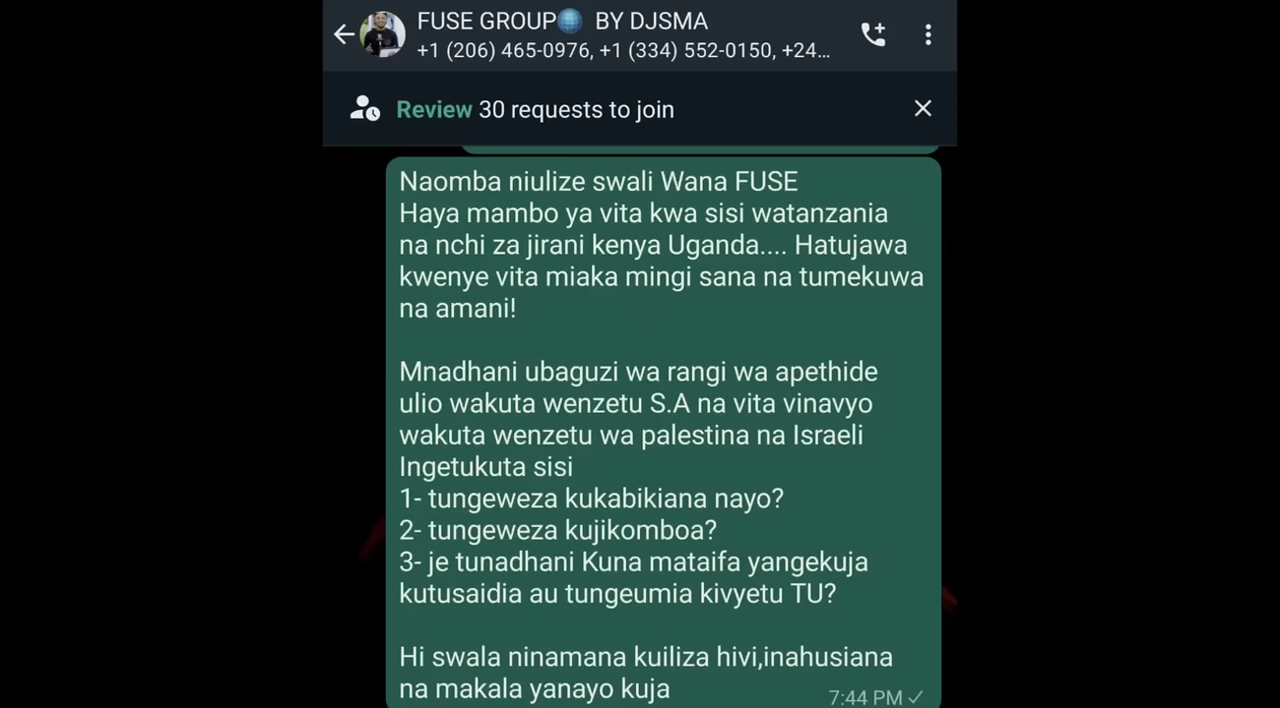 FUSE GROUP🌐 BY DJSMA
+1 (206) 465-0976, +1 (334) 552-0150, +24...
Review 30 requests to join
Naomba niulize swali Wana FUSE
Haya mambo ya vita kwa sisi watanzania
na nchi za jirani kenya Uganda.... Hatujawa
kwenye vita miaka mingi sana na tumekuwa
na amani!
Mnadhani ubaguzi wa rangi wa apethide
ulio wakuta wenzetu S.A na vita vinavyo
wakuta wenzetu wa palestina na Israeli
Ingetukuta sisi
1- tungeweza kukabikiana nayo?
2- tungeweza kujikomboa?
3- je tunadhani Kuna mataifa yangekuja
kutusaidia au tungeumia kivyetu TU?
Hi swala ninamana kuiliza hivi,inahusiana
na makala yanayo kuja
7:44 PM